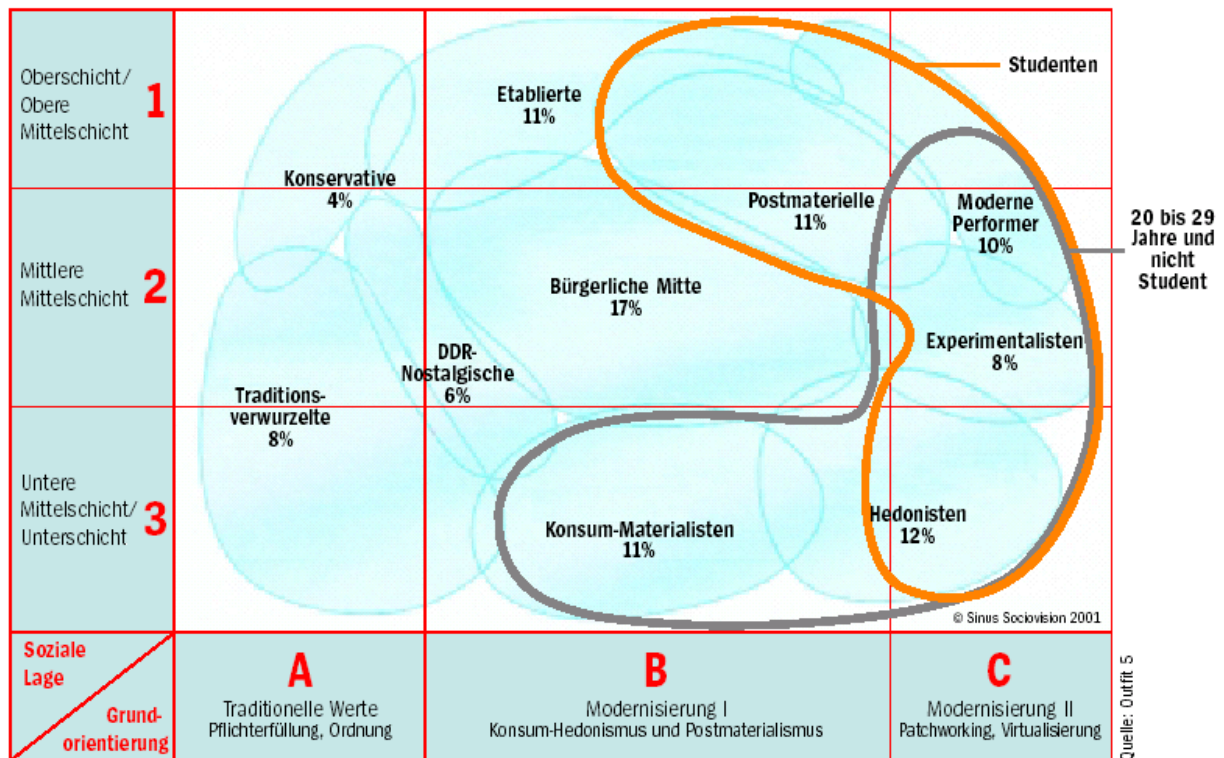 Oberschicht/
Obere
Mittelschicht
1
Etablierte
11%
Studenten
Konservative
4%
Postmaterielle
11%
Moderne
Performer
10%
20 bis 29
Jahre und
nicht
Student
Mittlere
Mittelschicht
2
Bürgerliche Mitte
17%
Experimentalisten
8%
DDR-
Nostalgische
6%
Traditions-
verwurzelte
8%
Untere
Mittelschicht/
Unterschicht
3
Konsum-Materialisten
11%
Hedonisten
12%
© Sinus Sociovision 2001
Soziale
Lage
Grund-
orientierung
A
Traditionelle Werte
Pflichterfüllung, Ordnung
B
Modernisierung I
Konsum-Hedonismus und Postmaterialismus
C
Modernisierung II
Patchworking, Virtualisierung
Quelle: Outfit 5